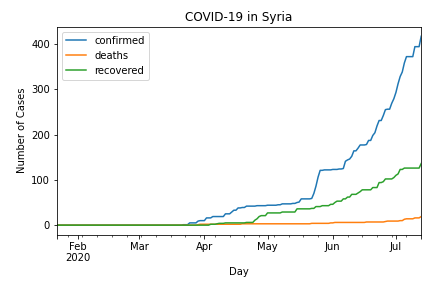 COVID-19 in Syria
confirmed
deaths
recovered
Number of Cases
400
300
200
100
0
Feb Mar Apr May Jun Jul
2020
Day